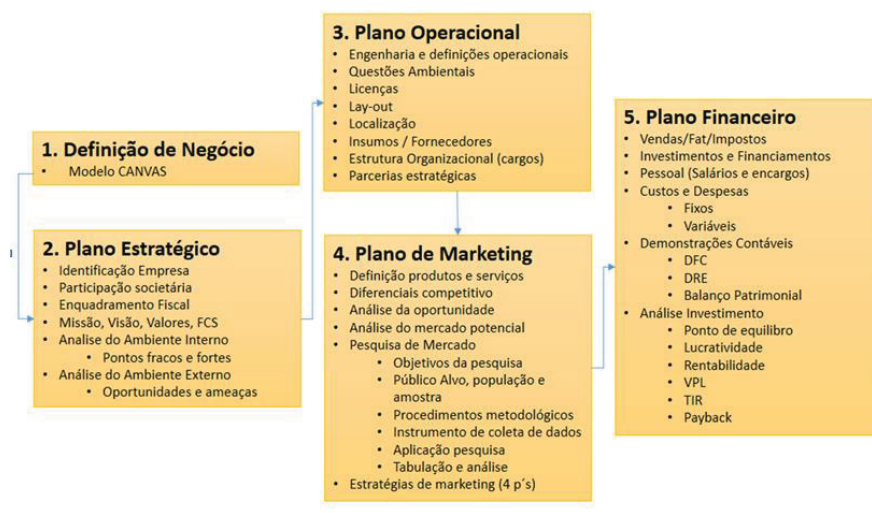 1. Definição de Negócio
• Modelo CANVAS
2. Plano Estratégico
• Identificação Empresa
• Participação societária
• Enquadramento Fiscal
• Missão, Visão, Valores, FCS
• Analise do Ambiente Interno
• Pontos fracos e fortes
• Análise do Ambiente Externo
• Oportunidades e ameaças
3. Plano Operacional
• Engenharia e definições operacionais
• Questões Ambientais
• Licenças
• Lay-out
• Localização
• Insumos / Fornecedores
• Estrutura Organizacional (cargos)
• Parcerias estratégicas
4. Plano de Marketing
• Definição produtos e serviços
• Diferenciais competitivo
• Análise da oportunidade
• Análise do mercado potencial
• Pesquisa de Mercado
• Objetivos da pesquisa
• Público Alvo, população e
amostra
• Procedimentos metodológicos
• Instrumento de coleta de dados
• Aplicação pesquisa
• Tabulação e análise
• Estratégias de marketing (4 p´s)
5. Plano Financeiro
• Vendas/Fat/Impostos
• Investimentos e Financiamentos
• Pessoal (Salários e encargos)
• Custos e Despesas
• Fixos
• Variáveis
• Demonstrações Contáveis
• DFC
• DRE
• Balanço Patrimonial
• Análise Investimento
• Ponto de equilibro
• Lucratividade
• Rentabilidade
• VPL
• TIR
• Payback